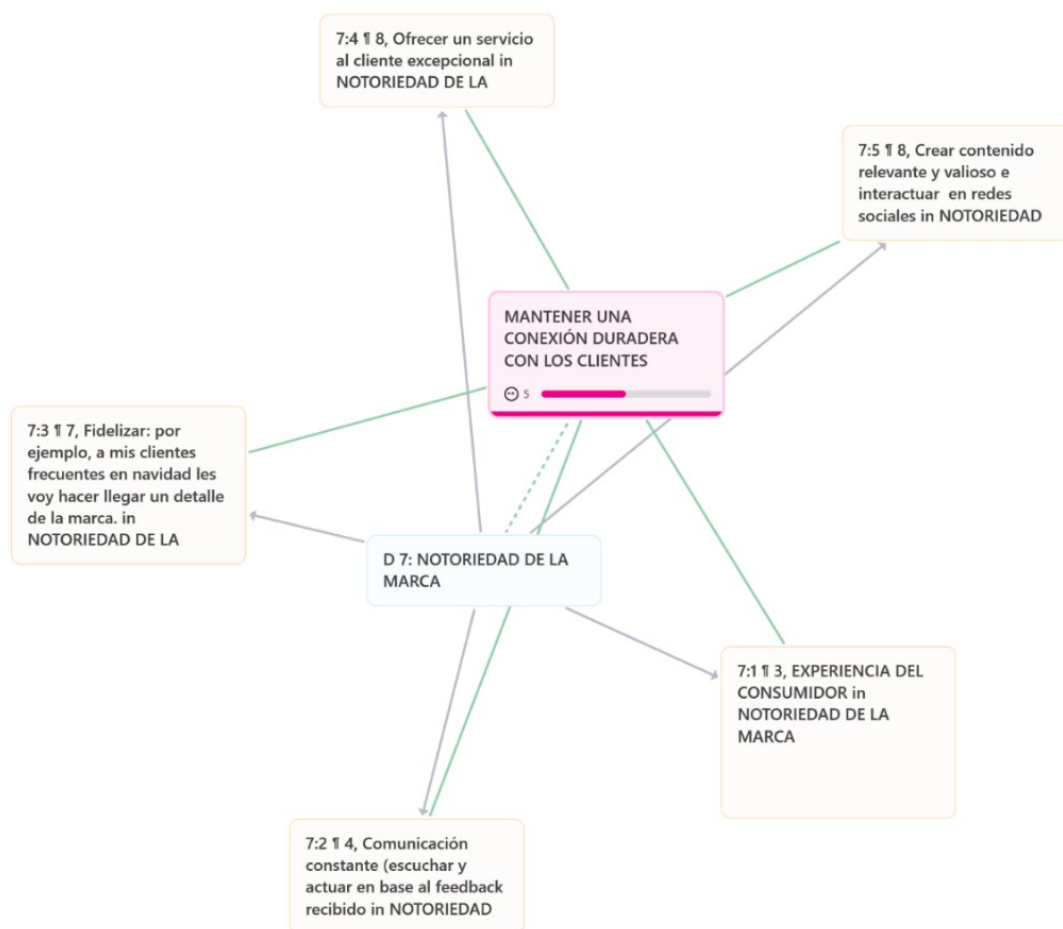 7:4 ¶ 8, Ofrecer un servicio
al cliente excepcional in
NOTORIEDAD DE LA
7:5 ¶ 8, Crear contenido
relevante y valioso e
interactuar  en redes
sociales in NOTORIEDAD
MANTENER UNA
CONEXIÓN DURADERA
CON LOS CLIENTES
5
7:3 ¶ 7, Fidelizar: por
ejemplo, a mis clientes
frecuentes en navidad les
voy hacer llegar un detalle
de la marca. in
NOTORIEDAD DE LA
D 7: NOTORIEDAD DE LA
MARCA
7:1 ¶ 3, EXPERIENCIA DEL
CONSUMIDOR in
NOTORIEDAD DE LA
MARCA
7:2 ¶ 4, Comunicación
constante (escuchar y
actuar en base al feedback
recibido in NOTORIEDAD